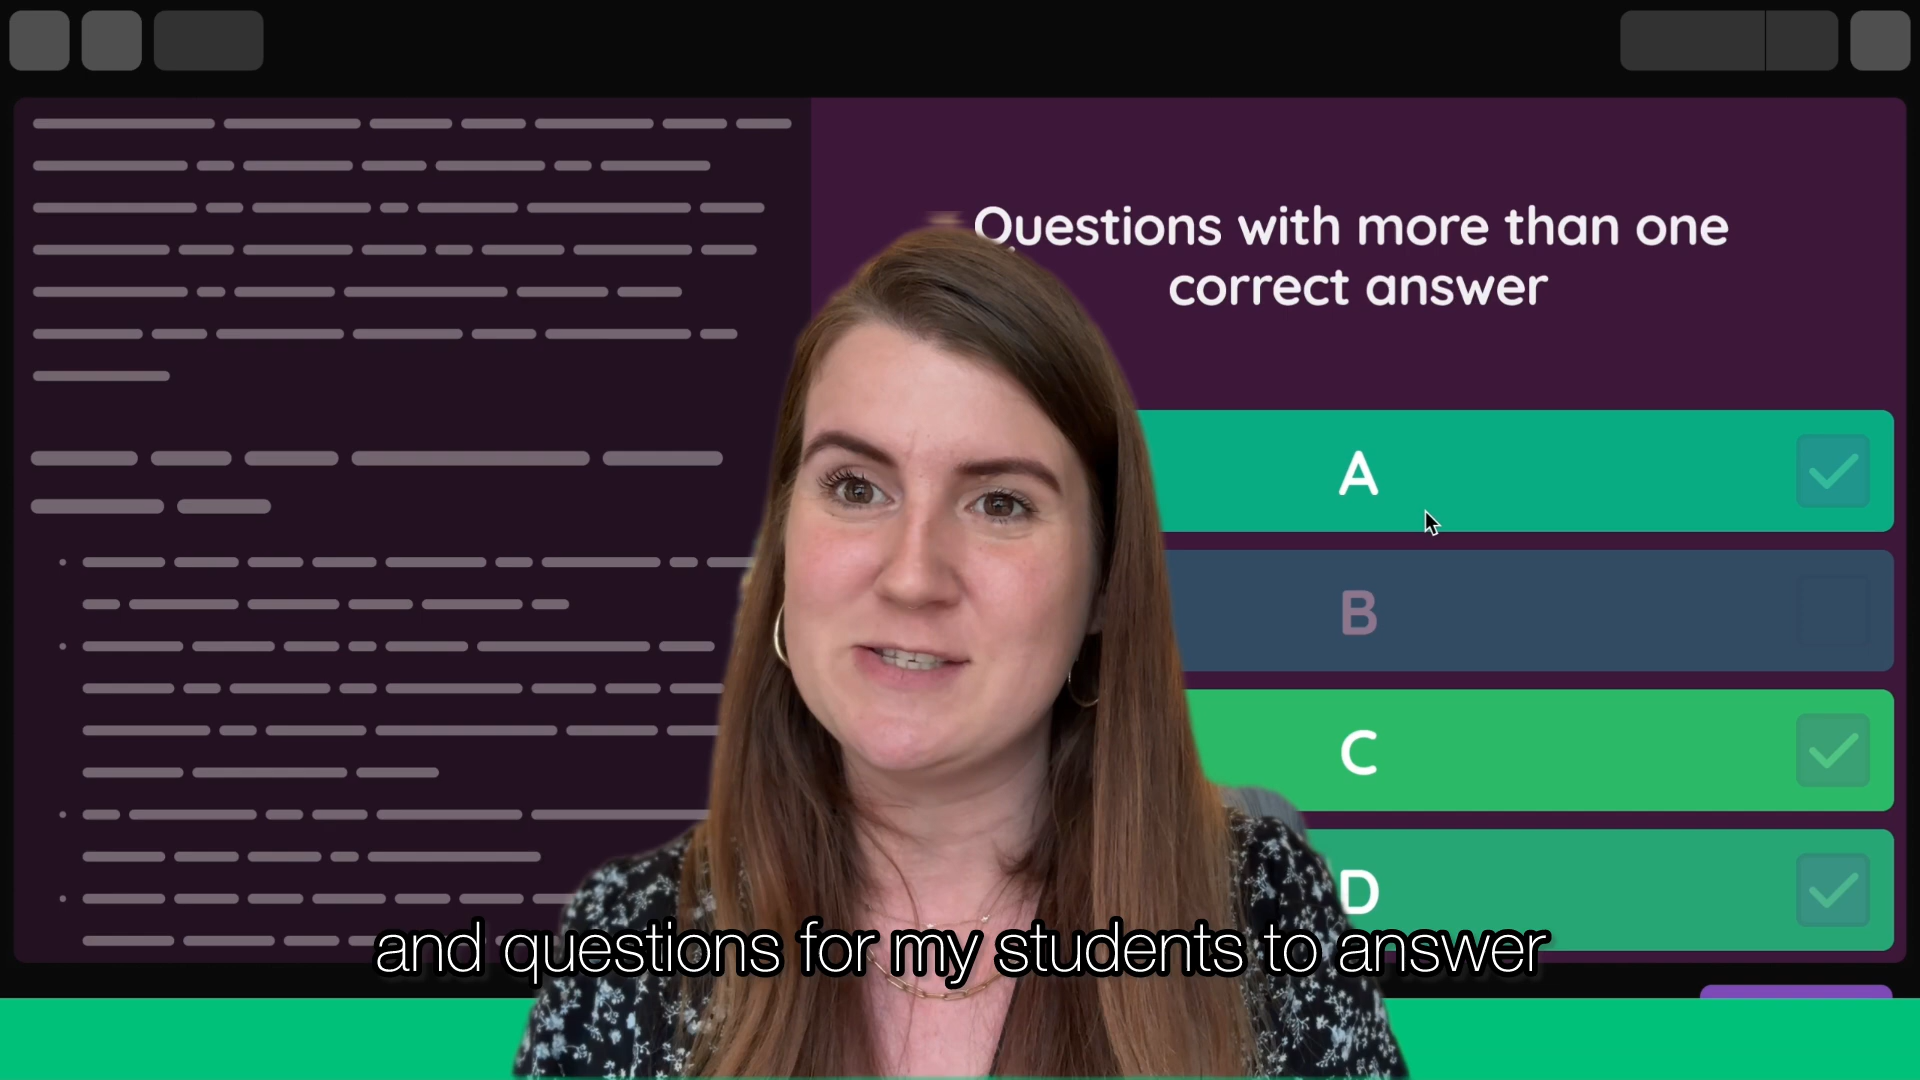 Questions with more than one
correct answer
A
B
C
D
and questions for my students to answer